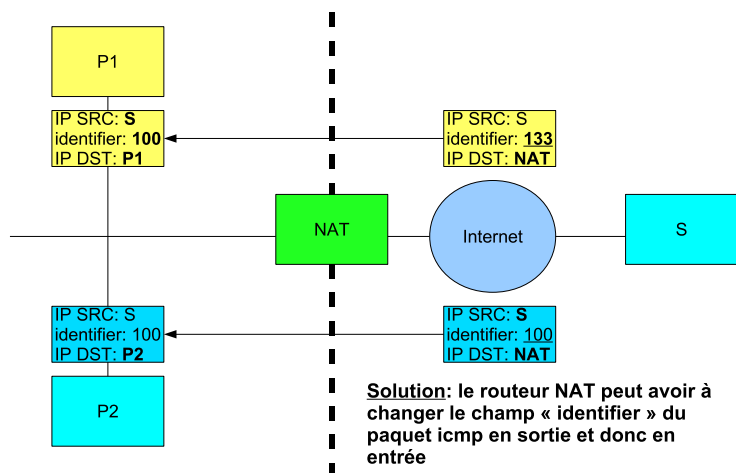 P1
IP SRC: S
identifier: 100
IP DST: P1
IP SRC: S
identifier: 133
IP DST: NAT
NAT
Internet
S
IP SRC: S
identifier: 100
IP DST: P2
IP SRC: S
identifier: 100
IP DST: NAT
P2
Solution: le routeur NAT peut avoir à
changer le champ « identifier » du
paquet icmp en sortie et donc en
entrée